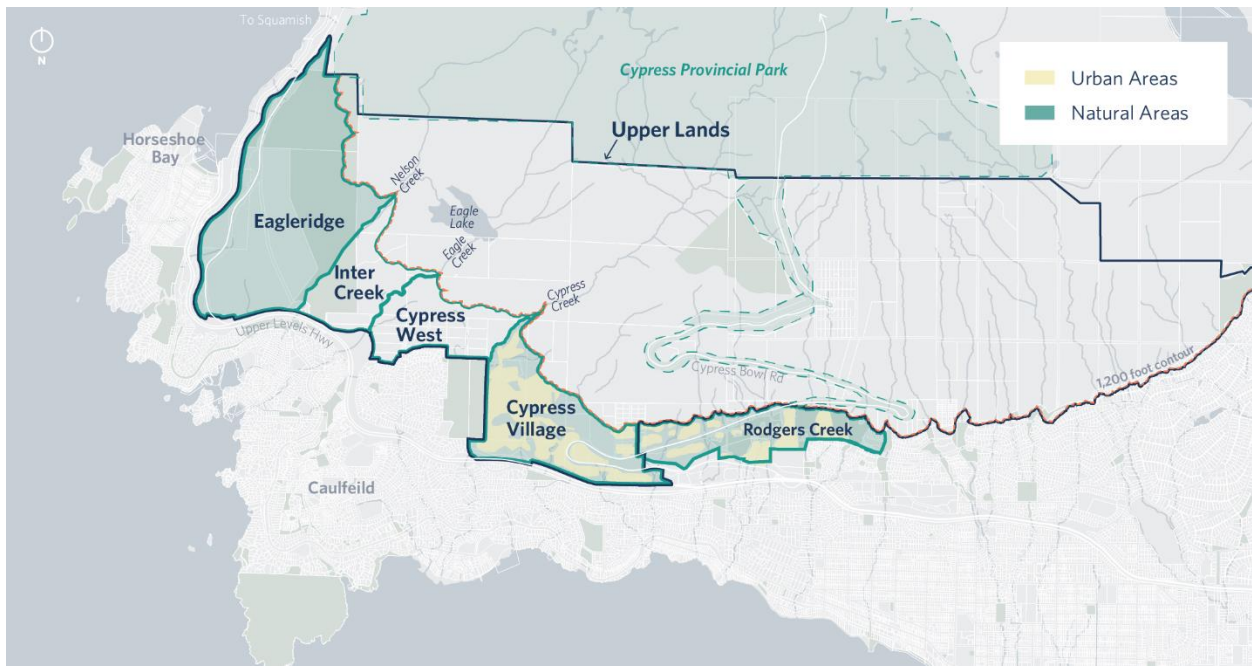 To Squamish
N
Cypress Provincial Park
Urban Areas
Natural Areas
Upper Lands
Horseshoe
Bay
Nelson
Creek
Eagleridge
Eagle
Lake
Eagle
Creek
Inter
Creek
Cypress
Creek
Cypress
West
Upper Levels Hwy
Cypress Bowl Rd
1,200 foot contour
Cypress
Village
Rodgers Creek
Caulfeild